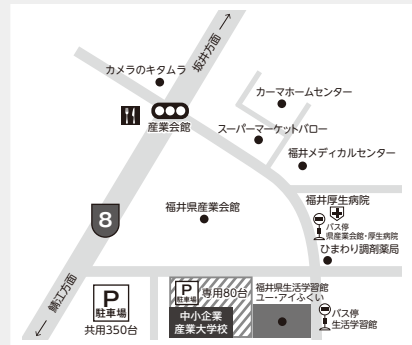 坂井方面
カメラのキタムラ
カーマホームセンター
産業会館
スーパーマーケットバロー
福井メディカルセンター
福井県産業会館
福井厚生病院
バス停
県産業会館・厚生病院
8
ひまわり調剤薬局
鯖江方面
P
駐車場
共用350台
P
駐車場
専用80台
中小企業
産業大学校
福井県生活学習館
ユー・アイふくい
バス停
生活学習館